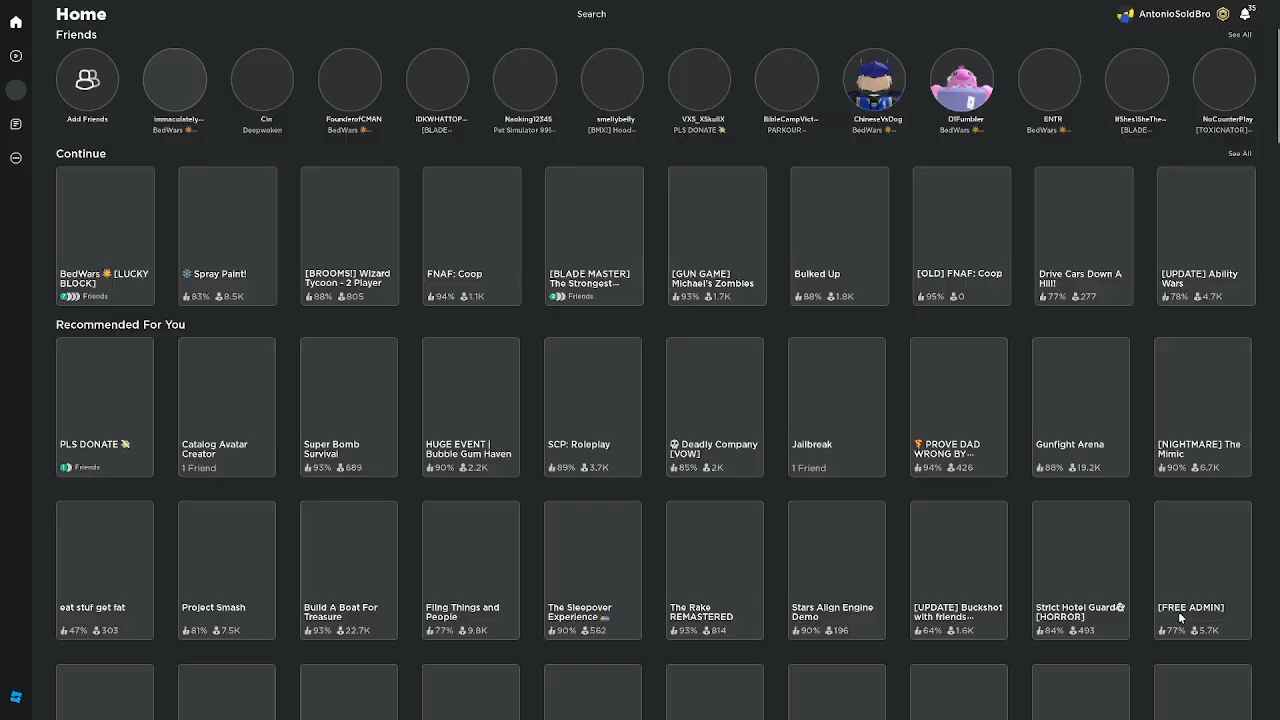 Home
Search
AntonioSoldBro
35
Friends
See All
Add Friends
immaculately...
BedWars ☀️...
Cin
Deepwoken
FounderofCMAN
BedWars ☀️...
IDKWHATTOP...
[BLADE...
Naoking12345
Pet Simulator 99!...
smellybelly
[BMX!] Hood...
VXS_XSkullX
PLS DONATE 💸
BibleCampVict...
PARKOUR...
ChineseVsDog
BedWars ☀️...
D1Fumbler
BedWars ☀️...
ENTR
BedWars ☀️...
IfShes1SheThe...
[BLADE...
NoCounterPlay
[TOXICNATOR]...
Continue
See All
BedWars ☀️ [LUCKY
BLOCK]
Friends
❄️ Spray Paint!
83% 8.5K
[BROOMS!] Wizard
Tycoon - 2 Player
88% 805
FNAF: Coop
94% 1.1K
[BLADE MASTER]
The Strongest...
2 Friends
[GUN GAME]
Michael's Zombies
93% 1.7K
Bulked Up
88% 1.8K
[OLD] FNAF: Coop
95% 0
Drive Cars Down A
Hill!
77% 277
[UPDATE] Ability
Wars
78% 4.7K
Recommended For You
PLS DONATE 💸
1 Friends
Catalog Avatar
Creator
1 Friend
Super Bomb
Survival
93% 689
HUGE EVENT |
Bubble Gum Haven
90% 2.2K
SCP: Roleplay
89% 3.7K
💀 Deadly Company
[VOW]
85% 2K
Jailbreak
1 Friend
🍕 PROVE DAD
WRONG BY...
94% 426
Gunfight Arena
88% 19.2K
[NIGHTMARE] The
Mimic
90% 6.7K
eat stuf get fat
47% 303
Project Smash
81% 7.5K
Build A Boat For
Treasure
93% 22.7K
Fling Things and
People
77% 9.8K
The Sleepover
Experience
90% 562
The Rake
REMASTERED
93% 814
Stars Align Engine
Demo
90% 196
[UPDATE] Buckshot
with friends...
64% 1.6K
Strict Hotel Guard
[HORROR]
84% 493
[FREE ADMIN]
77% 5.7K